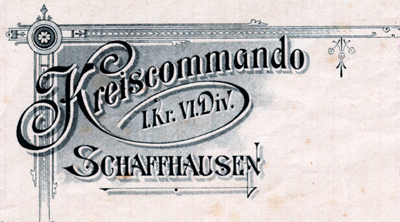 Kreiscommando
I. Kr. VI. Div.
SCHAFFHAUSEN